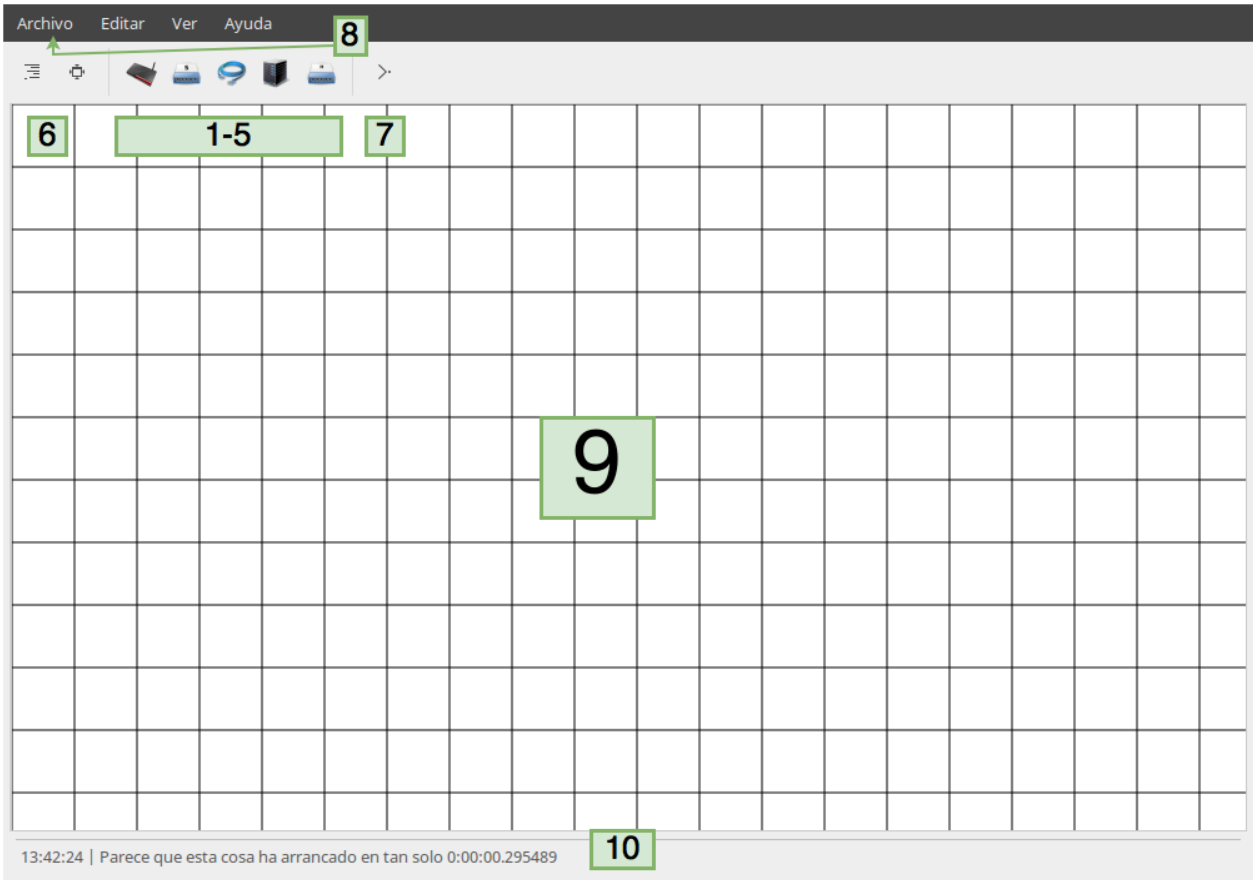 Archivo Editar Ver Ayuda
8
6 1-5 7
9
10
13:42:24 | Parece que esta cosa ha arrancado en tan solo 0:00:00.295489